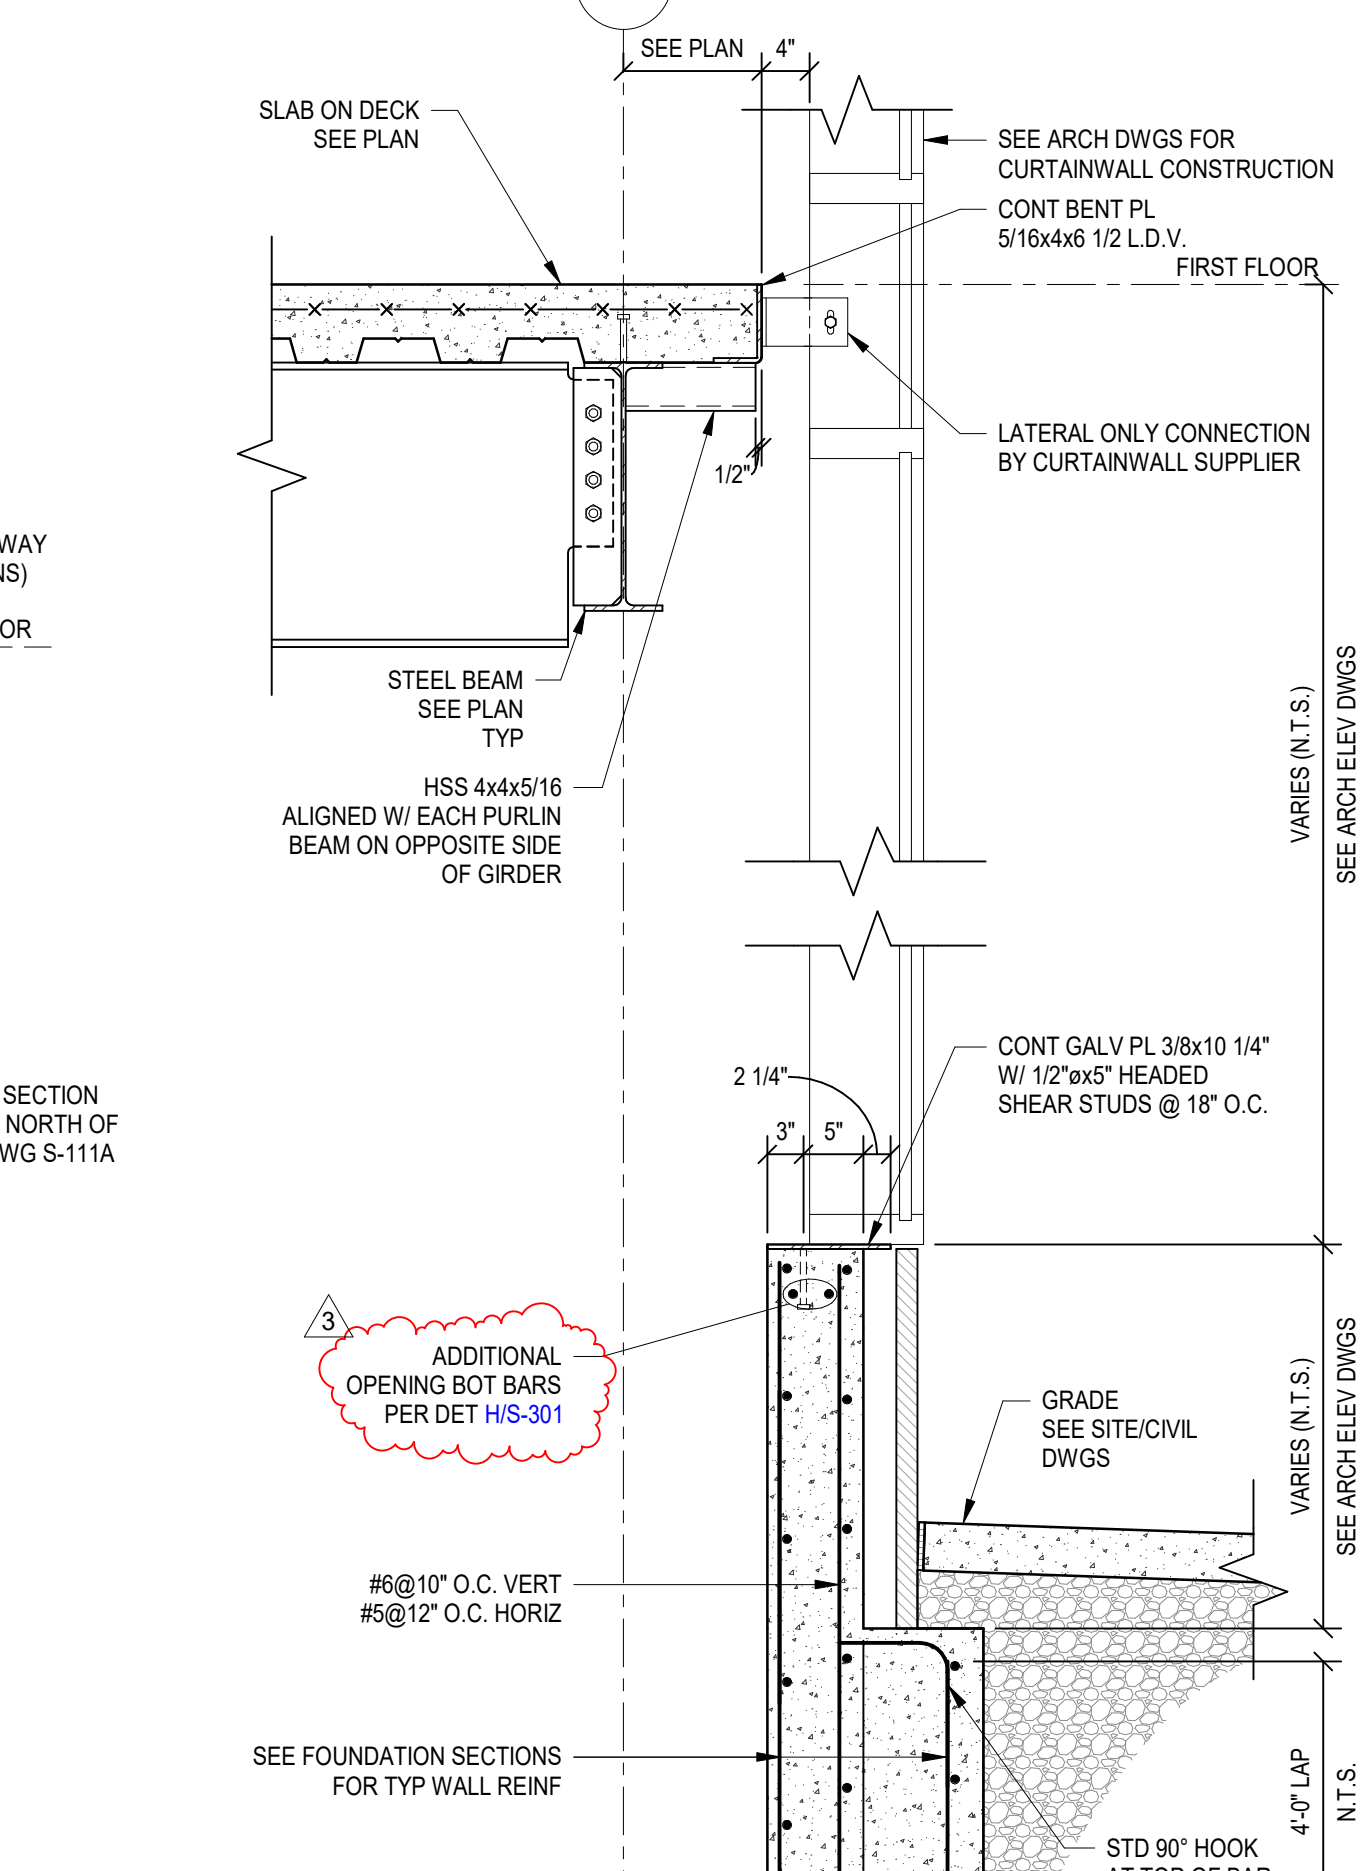 SEE PLAN
4"
SLAB ON DECK
SEE PLAN
SEE ARCH DWGS FOR
CURTAINWALL CONSTRUCTION
CONT BENT PL
5/16x4x6 1/2 L.D.V.
FIRST FLOOR
LATERAL ONLY CONNECTION
BY CURTAINWALL SUPPLIER
1/2"
WAY
NS)
OR
STEEL BEAM
SEE PLAN
TYP
HSS 4x4x5/16
ALIGNED W/ EACH PURLIN
BEAM ON OPPOSITE SIDE
OF GIRDER
VARIES (N.T.S.)
SEE ARCH ELEV DWGS
CONT GALV PL 3/8x10 1/4"
W/ 1/2"øx5" HEADED
SHEAR STUDS @ 18" O.C.
2 1/4"
3"
5"
SECTION
NORTH OF
WG S-111A
3
ADDITIONAL
OPENING BOT BARS
PER DET H/S-301
GRADE
SEE SITE/CIVIL
DWGS
VARIES (N.T.S.)
SEE ARCH ELEV DWGS
#6@10" O.C. VERT
#5@12" O.C. HORIZ
SEE FOUNDATION SECTIONS
FOR TYP WALL REINF
4'-0" LAP
N.T.S.
STD 90° HOOK
AT TOP OF BAR